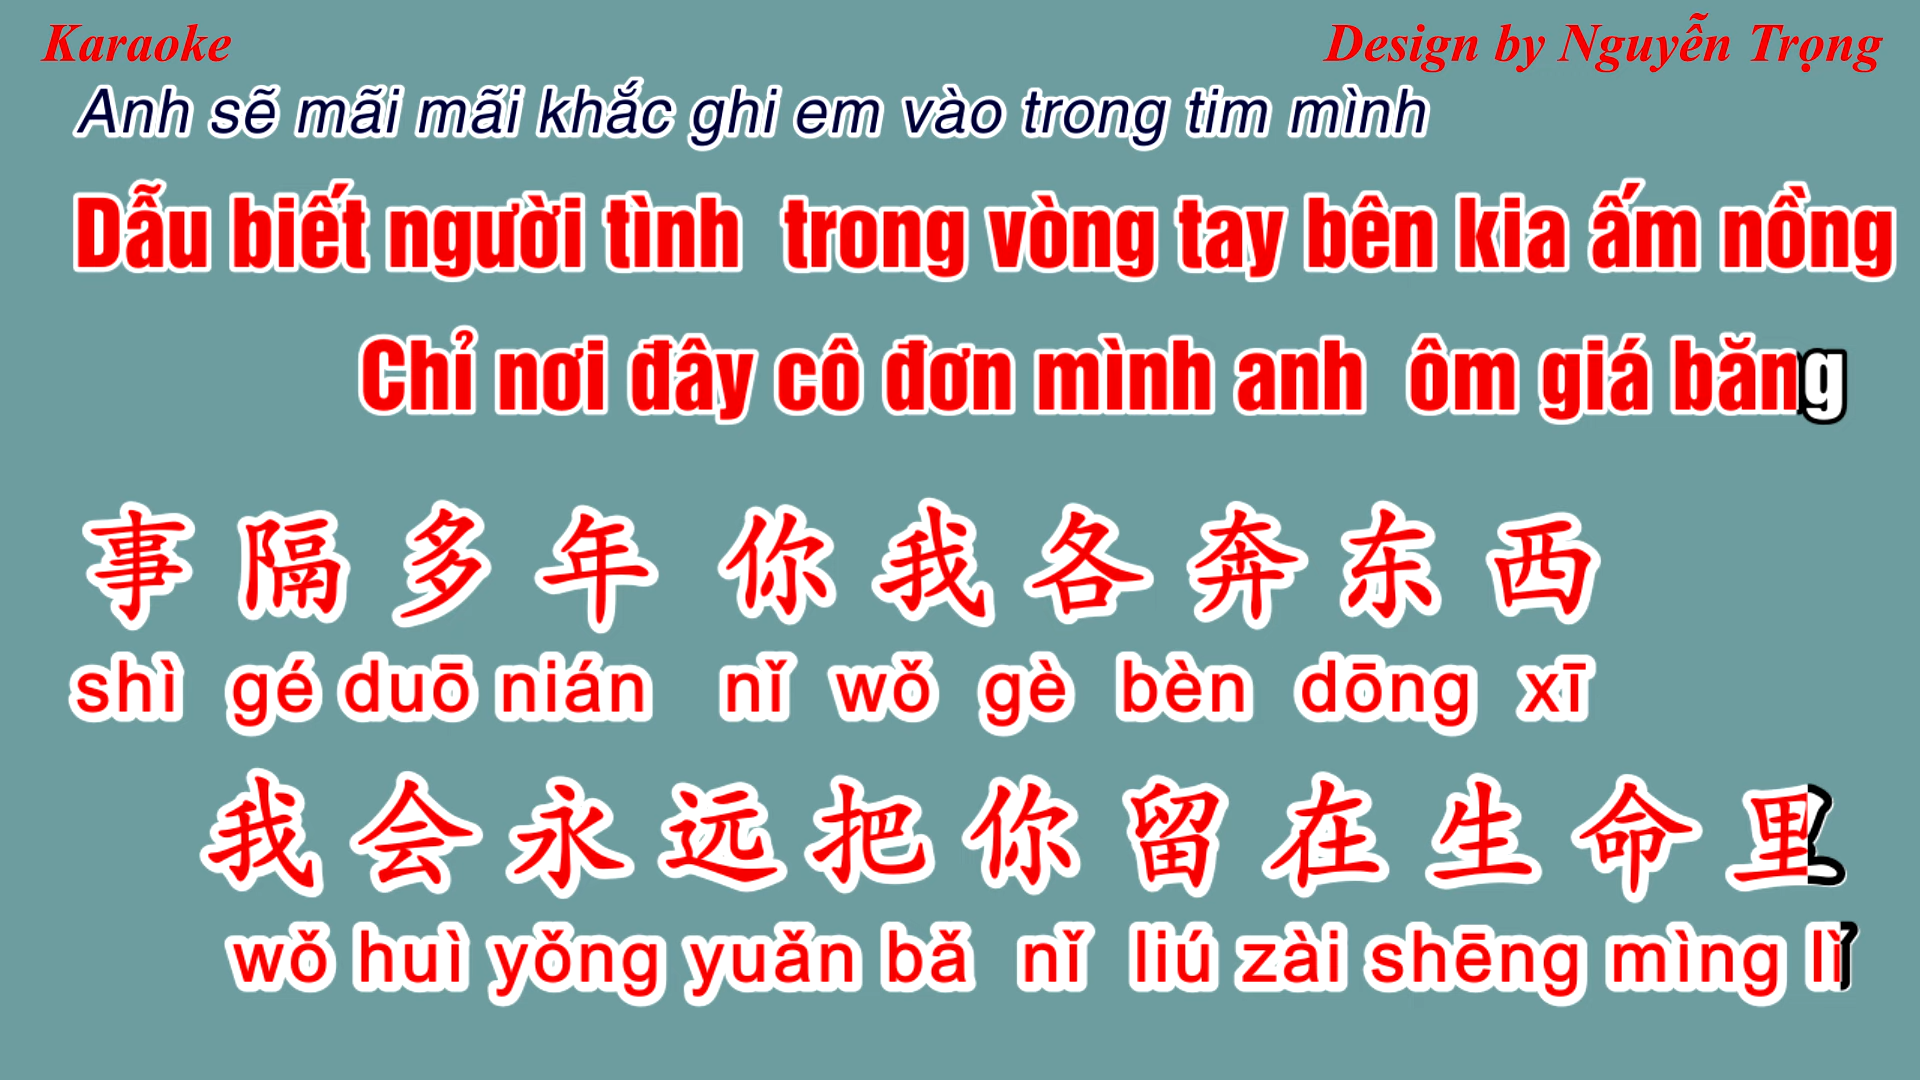 Karaoke
Design by Nguyễn Trọng
Anh sẽ mãi mãi khắc ghi em vào trong tim mình
Dẫu biết người tình trong vòng tay bên kia ấm nồng
Chỉ nơi đây cô đơn mình anh ôm giá băng
事 隔 多 年 你 我 各 奔 东 西
shì gé duō nián nǐ wǒ gè bèn dōng xī
我 会 永 远 把 你 留 在 生 命 里
wǒ huì yǒng yuǎn bǎ nǐ liú zài shēng mìng lǐ